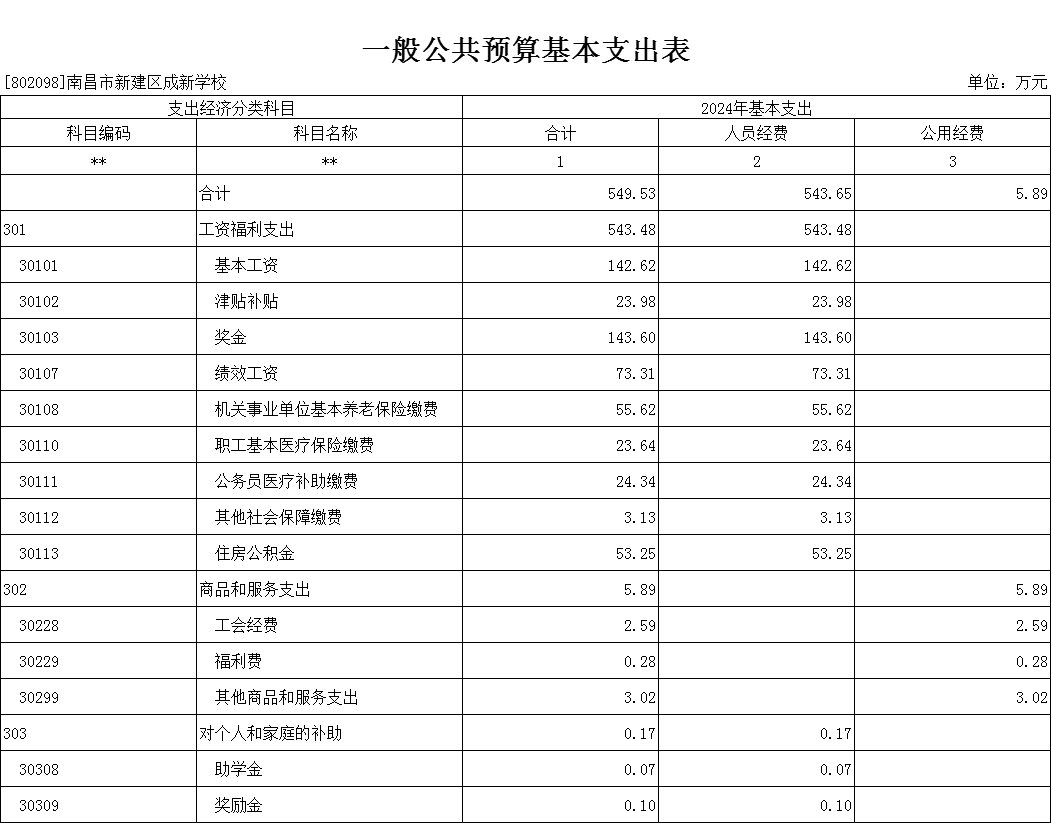 一般公共预算基本支出表
[802098]南昌市新建区成新学校 单位：万元
支出经济分类科目 2024年基本支出
科目编码 科目名称 合计 人员经费 公用经费
** ** 1 2 3
合计 549.53 543.65 5.89
301 工资福利支出 543.48 543.48
30101 基本工资 142.62 142.62
30102 津贴补贴 23.98 23.98
30103 奖金 143.60 143.60
30107 绩效工资 73.31 73.31
30108 机关事业单位基本养老保险缴费 55.62 55.62
30110 职工基本医疗保险缴费 23.64 23.64
30111 公务员医疗补助缴费 24.34 24.34
30112 其他社会保障缴费 3.13 3.13
30113 住房公积金 53.25 53.25
302 商品和服务支出 5.89 5.89
30228 工会经费 2.59 2.59
30229 福利费 0.28 0.28
30299 其他商品和服务支出 3.02 3.02
303 对个人和家庭的补助 0.17 0.17
30308 助学金 0.07 0.07
30309 奖励金 0.10 0.10